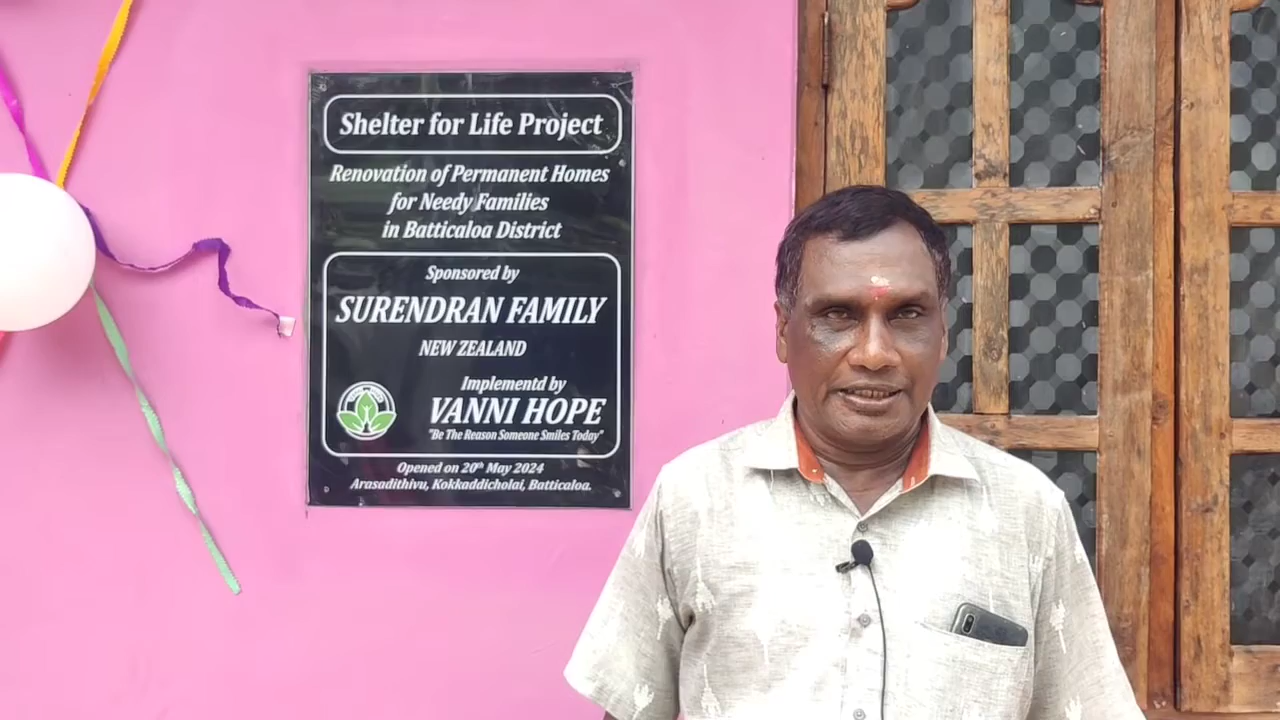 Shelter for Life Project
Renovation of Permanent Homes
for Needy Families
in Batticaloa District
Sponsored by
SURENDRAN FAMILY
NEW ZEALAND
Implementd by
VANNI HOPE
"Be The Reason Someone Smiles Today"
Opened on 20th May 2024
Arasadithivu, Kokkaddicholai, Batticaloa.